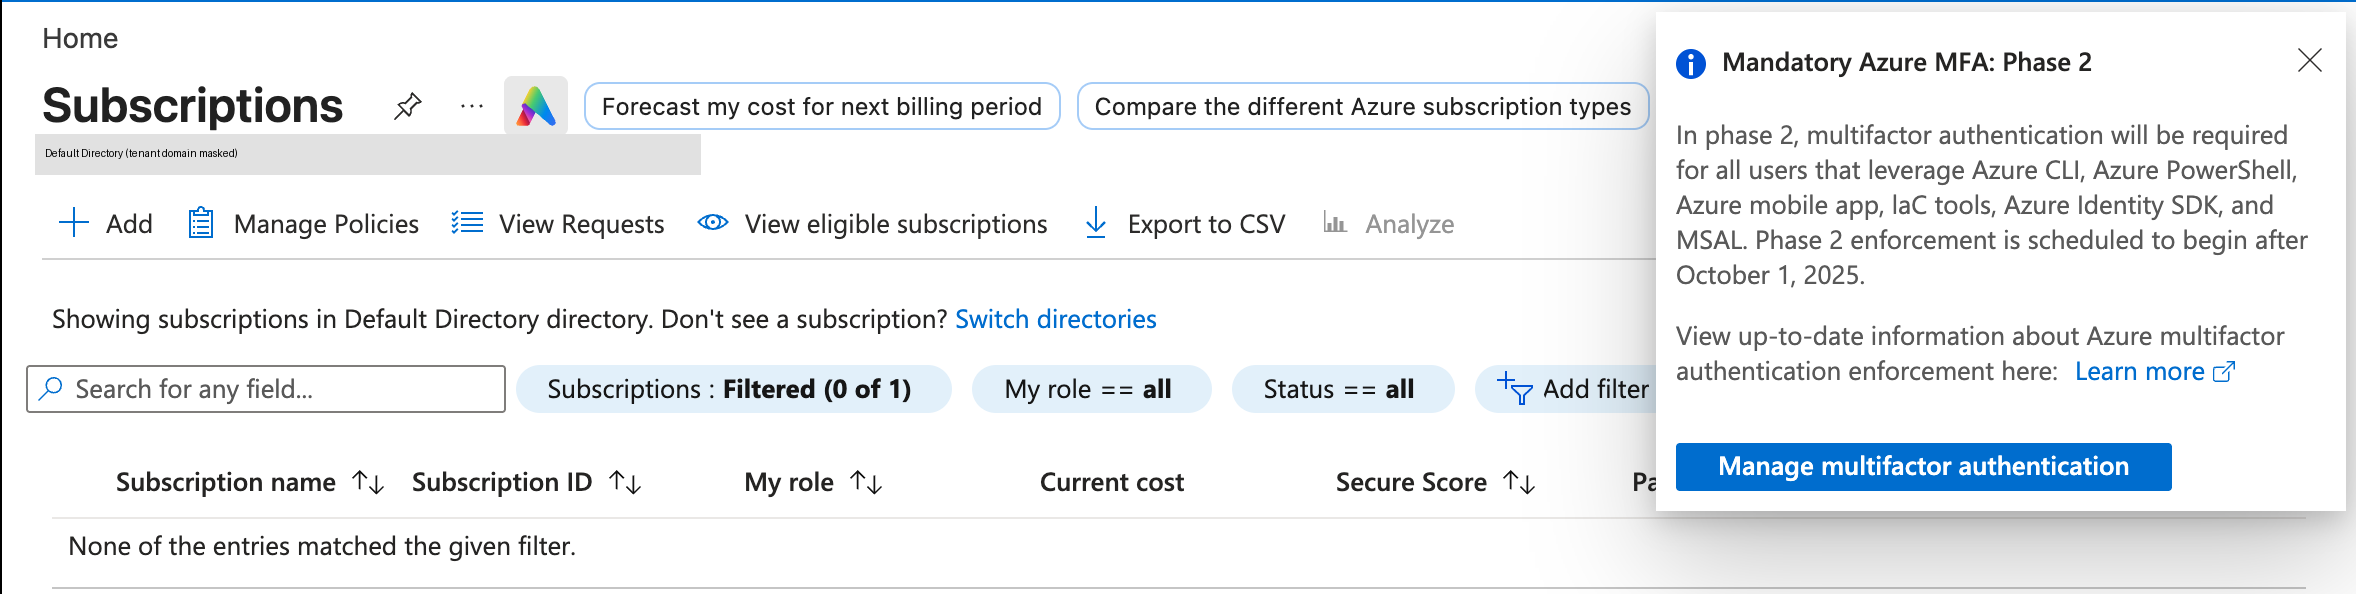 Home
Subscriptions ...
Forecast my cost for next billing period
Compare the different Azure subscription types
Default Directory (tenant domain masked)
Add
Manage Policies
View Requests
View eligible subscriptions
Export to CSV
Analyze
Showing subscriptions in Default Directory directory. Don't see a subscription? Switch directories
Search for any field...
Subscriptions : Filtered (0 of 1)
My role == all
Status == all
Add filter
Subscription name
Subscription ID
My role
Current cost
Secure Score
Pa
None of the entries matched the given filter.
Mandatory Azure MFA: Phase 2
In phase 2, multifactor authentication will be required
for all users that leverage Azure CLI, Azure PowerShell,
Azure mobile app, IaC tools, Azure Identity SDK, and
MSAL. Phase 2 enforcement is scheduled to begin after
October 1, 2025.
View up-to-date information about Azure multifactor
authentication enforcement here: Learn more
Manage multifactor authentication